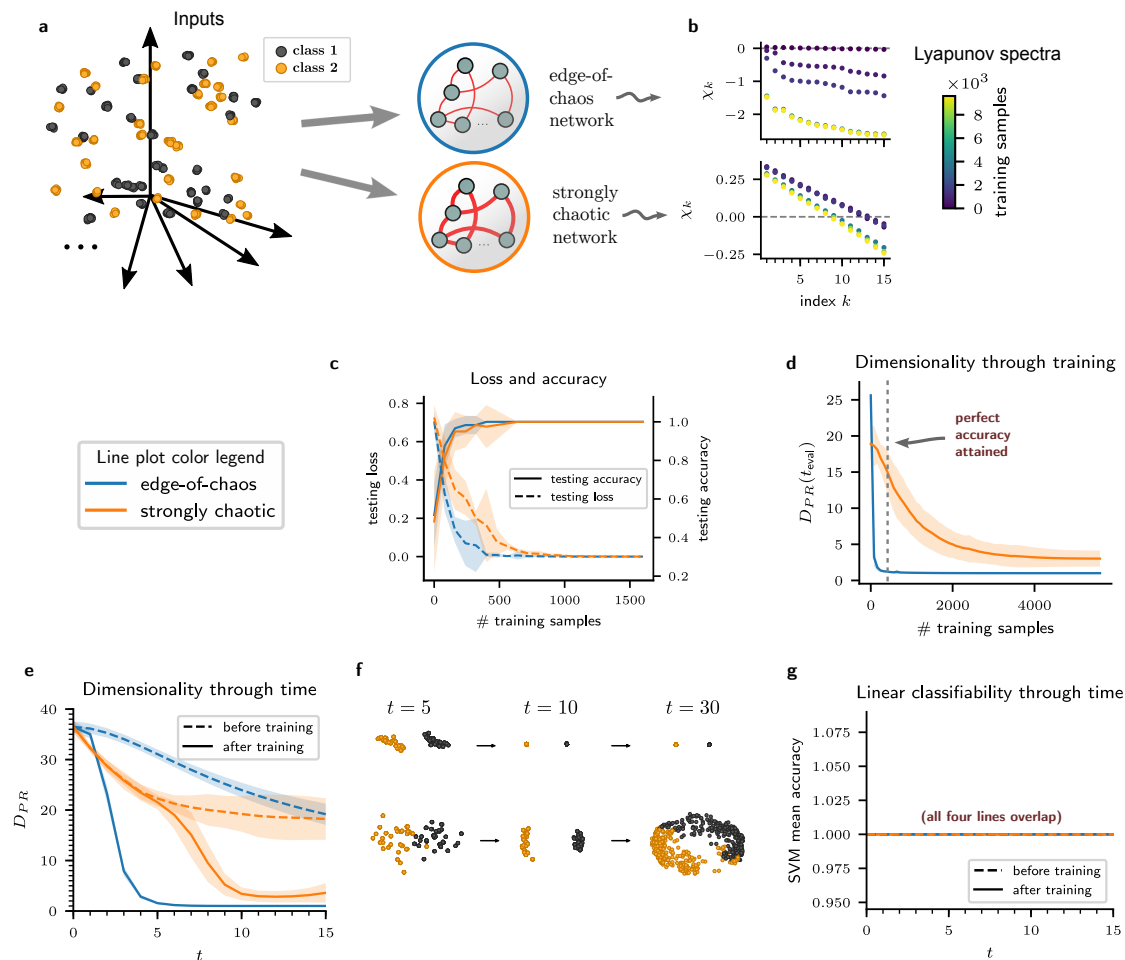 a
Inputs
class 1
class 2
edge-of-
chaos
network
strongly
chaotic
network
...
...
• • •
b
Lyapunov spectra
χk
0
−1
−2
χk
0.25
0.00
−0.25
5
10
15
index k
×10³
8
6
4
2
0
training samples
Line plot color legend
edge-of-chaos
strongly chaotic
c
Loss and accuracy
testing loss
0.8
0.6
0.4
0.2
0.0
testing accuracy
testing loss
1.0
0.8
0.6
0.4
0.2
testing accuracy
0
500
1000
1500
# training samples
d
Dimensionality through training
D_PR(t_eval)
30
25
20
15
10
5
0
perfect
accuracy
attained
0
2000
4000
# training samples
e
Dimensionality through time
D_PR
40
30
20
10
0
before training
after training
0
5
10
15
t
f
t = 5
t = 10
t = 30
g
Linear classifiability through time
SVM mean accuracy
1.075
1.050
1.025
1.000
0.975
0.950
(all four lines overlap)
before training
after training
0
5
10
15
t